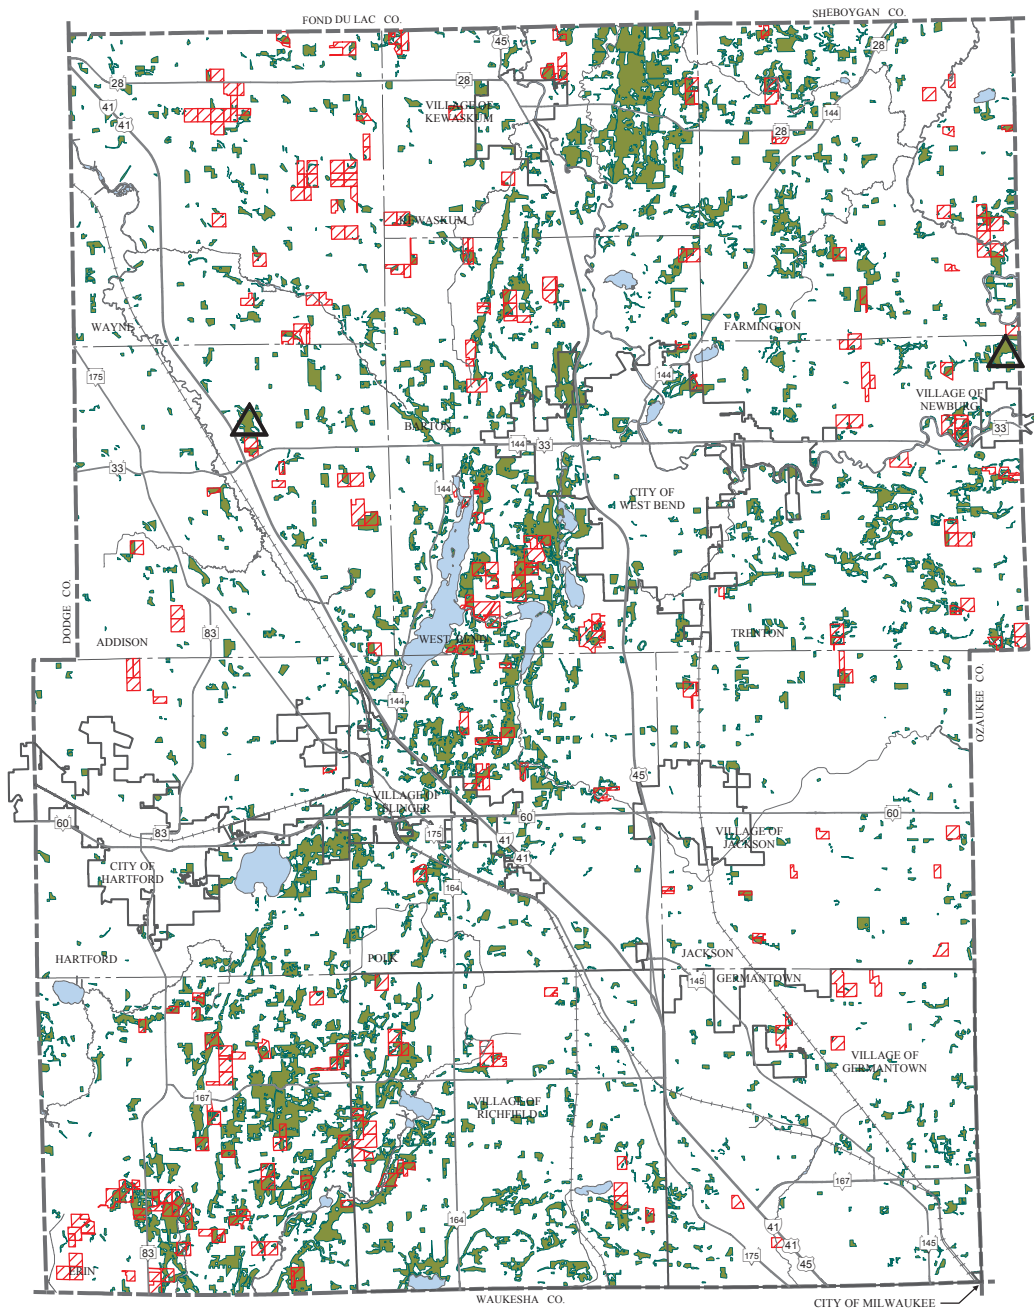 FOND DU LAC CO.
SHEBOYGAN CO.
45
28
28
28
41
41
VILLAGE OF
KEWASKUM
144
28
KEWASKUM
WAYNE
FARMINGTON
175
144
VILLAGE OF
NEWBURG
BARTON
33
144
33
33
144
CITY OF
WEST BEND
DODGE CO.
83
ADDISON
WEST BEND
TRENTON
OZAUKEE CO.
144
45
VILLAGE OF
SLINGER
60
83
175
60
60
41
41
VILLAGE OF
JACKSON
CITY OF
HARTFORD
164
HARTFORD
POLK
JACKSON
GERMANTOWN
145
VILLAGE OF
GERMANTOWN
167
VILLAGE OF
RICHFIELD
167
164
41
41
45
175
145
83
ERIN
WAUKESHA CO.
CITY OF MILWAUKEE